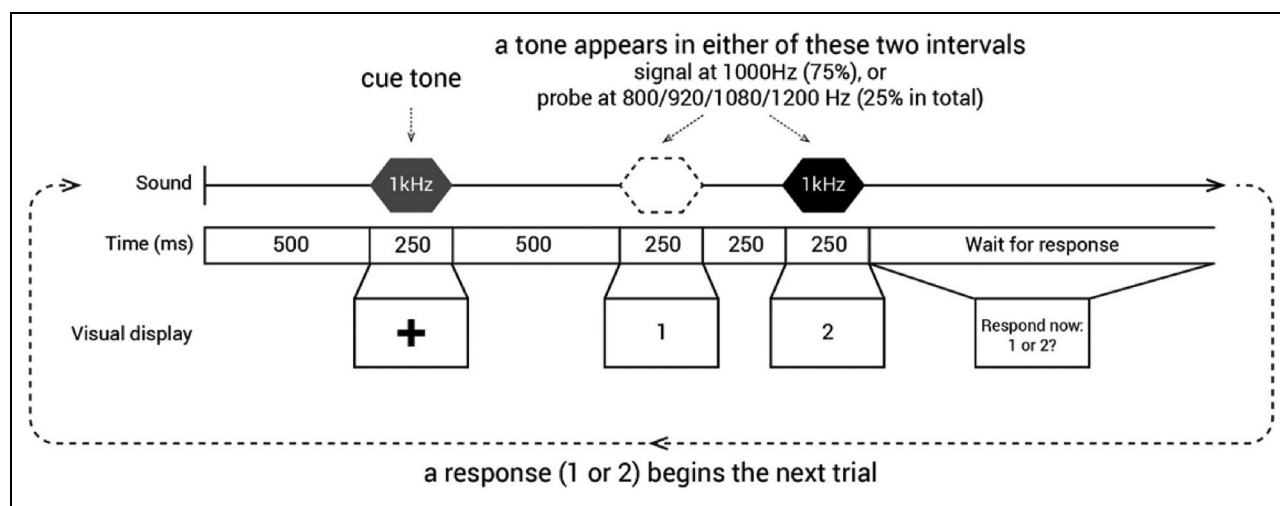 a tone appears in either of these two intervals
signal at 1000Hz (75%), or
probe at 800/920/1080/1200 Hz (25% in total)
cue tone
Sound
1kHz
1kHz
Time (ms)
500
250
500
250
250
250
Wait for response
Visual display
+
1
2
Respond now:
1 or 2?
a response (1 or 2) begins the next trial